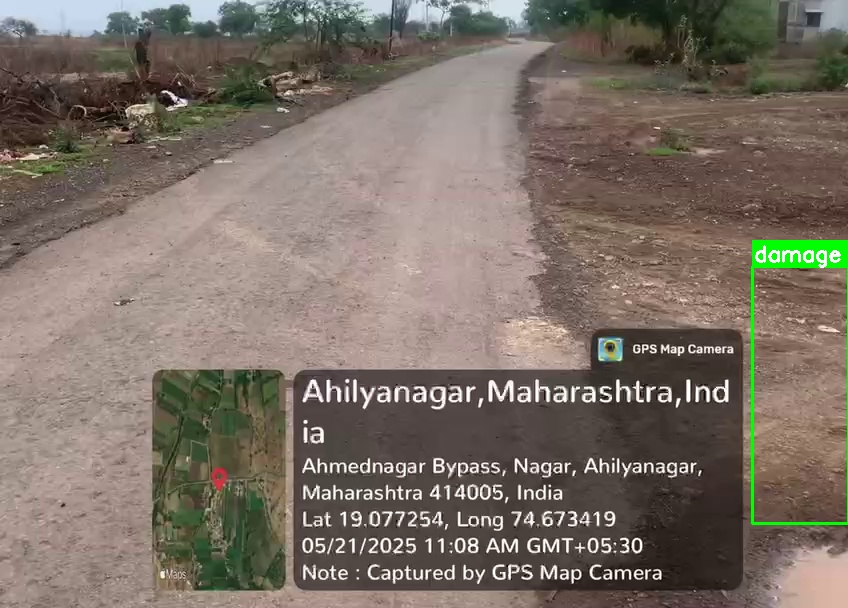 damage
GPS Map Camera
Ahilyanagar,Maharashtra,Ind
ia
Ahmednagar Bypass, Nagar, Ahilyanagar,
Maharashtra 414005, India
Lat 19.077254, Long 74.673419
05/21/2025 11:08 AM GMT+05:30
Note : Captured by GPS Map Camera
Maps